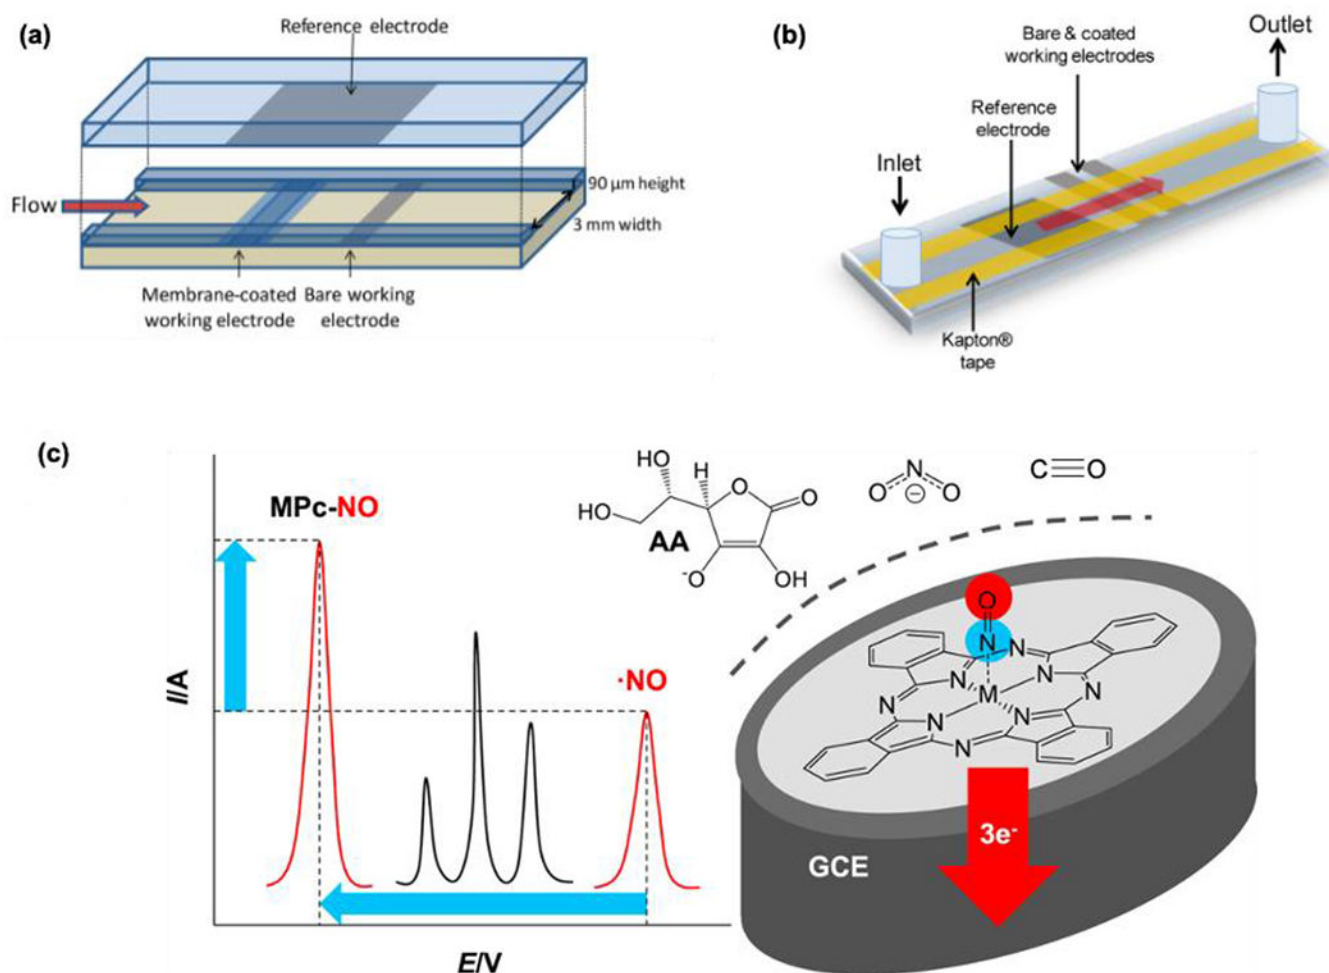 (a)
Reference electrode
Flow
90 µm height
3 mm width
Membrane-coated
working electrode
Bare working
electrode
(b)
Bare & coated
working electrodes
Outlet
Reference
electrode
Inlet
Kapton®
tape
(c)
MPc-NO
·NO
I/A
E/V
HO
H
O
O
HO
AA
-O
OH
N
O
O
⊖
C
O
O
N
N
N
N
N
M
N
N
N
N
3e-
GCE